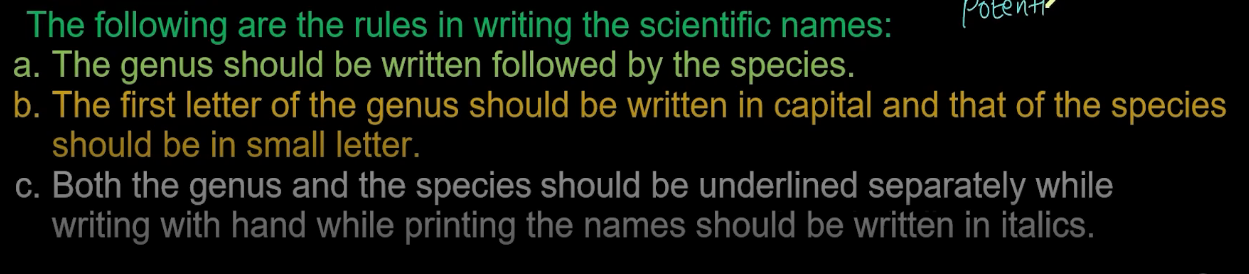 Potenti
The following are the rules in writing the scientific names:
a. The genus should be written followed by the species.
b. The first letter of the genus should be written in capital and that of the species
should be in small letter.
c. Both the genus and the species should be underlined separately while
writing with hand while printing the names should be written in italics.